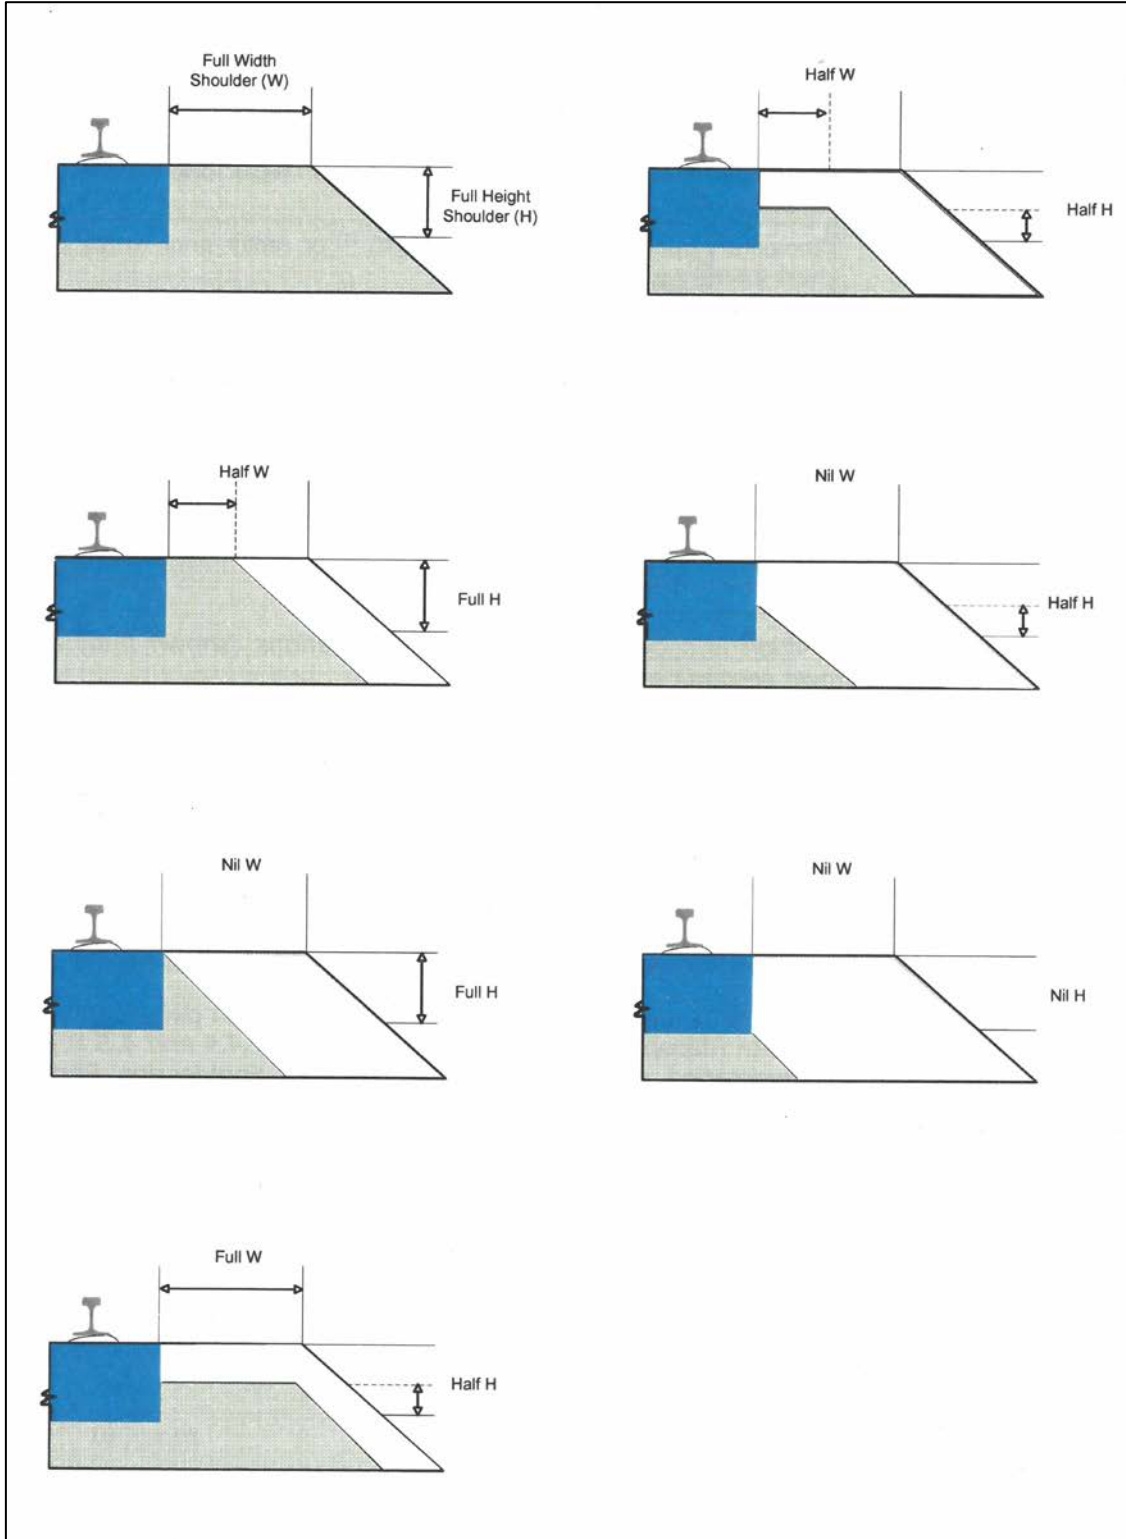 Full Width
Shoulder (W)
Full Height
Shoulder (H)
Half W
Half H
Half W
Full H
Nil W
Half H
Nil W
Full H
Nil W
Nil H
Full W
Half H